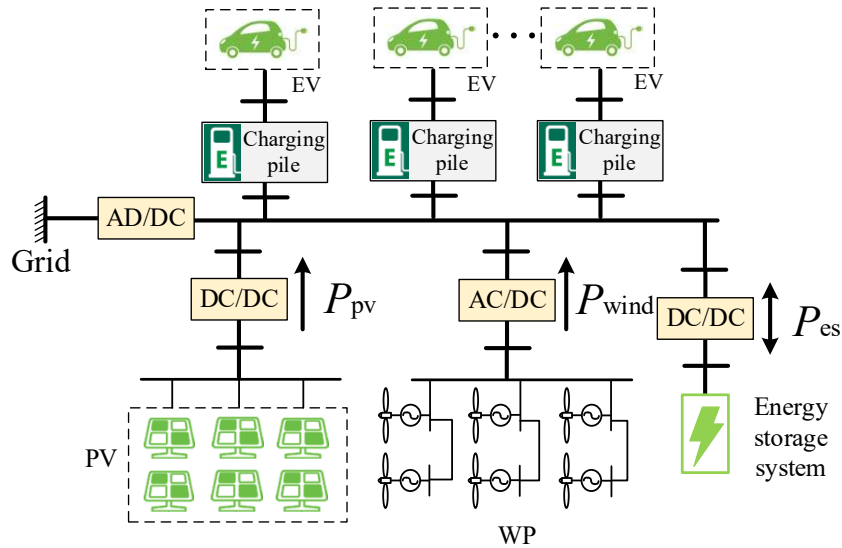 EV
EV
EV
E
Charging
pile
E
Charging
pile
E
Charging
pile
AD/DC
Grid
DC/DC
Ppv
AC/DC
Pwind
DC/DC
Pes
PV
WP
Energy
storage
system